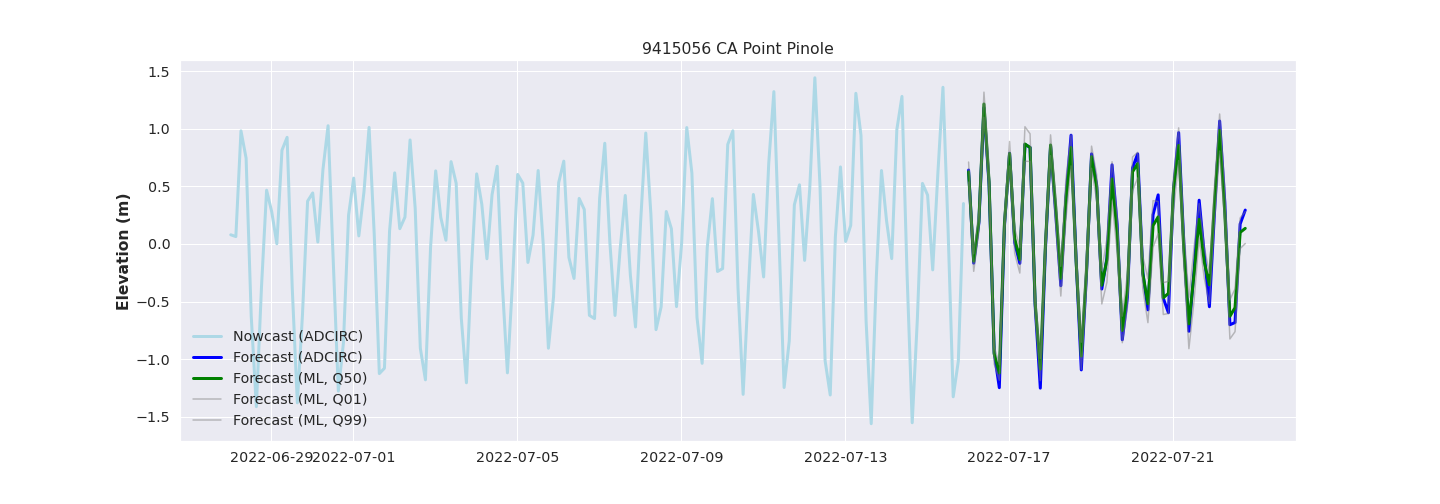 9415056 CA Point Pinole
1.5
1.0
0.5
0.0
−0.5
−1.0
−1.5
Elevation (m)
Nowcast (ADCIRC)
Forecast (ADCIRC)
Forecast (ML, Q50)
Forecast (ML, Q01)
Forecast (ML, Q99)
2022-06-29 2022-07-01 2022-07-05 2022-07-09 2022-07-13 2022-07-17 2022-07-21